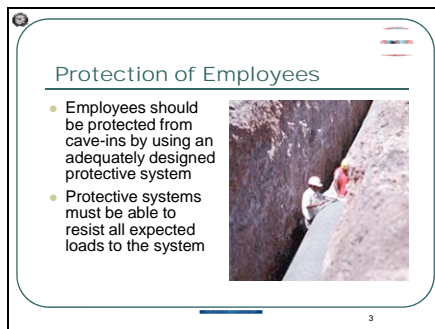 Protection of Employees
Employees should
be protected from
cave-ins by using an
adequately designed
protective system
Protective systems
must be able to
resist all expected
loads to the system
3